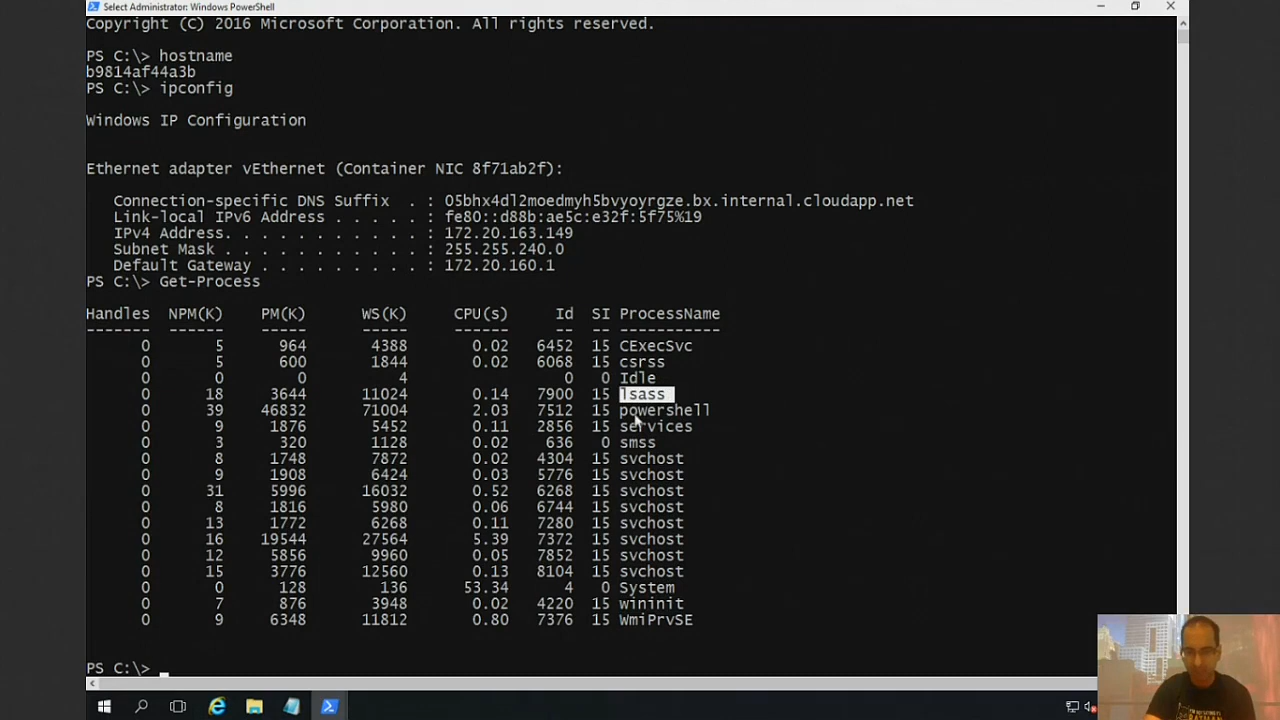 Select Administrator: Windows PowerShell
Copyright (C) 2016 Microsoft Corporation. All rights reserved.
PS C:\> hostname
b9814af44a3b
PS C:\> ipconfig
Windows IP Configuration
Ethernet adapter vEthernet (Container NIC 8f71ab2f):
Connection-specific DNS Suffix . : 05bhx4dl2moedmyh5bvyoyrgze.bx.internal.cloudapp.net
Link-local IPv6 Address . . . . . : fe80::d88b:ae5c:e32f:5f75%19
IPv4 Address. . . . . . . . . . . : 172.20.163.149
Subnet Mask . . . . . . . . . . . : 255.255.240.0
Default Gateway . . . . . . . . . : 172.20.160.1
PS C:\> Get-Process
Handles NPM(K) PM(K) WS(K) CPU(s) Id SI ProcessName
------- ------ ----- ----- ------ -- -- -----------
0 5 964 4388 0.02 6452 15 CExecSvc
0 5 600 1844 0.02 6068 15 csrss
0 0 0 4 0 0 Idle
0 18 3644 11024 0.14 7900 15 lsass
0 39 46832 71004 2.03 7512 15 powershell
0 9 1876 5452 0.11 2856 15 services
0 3 320 1128 0.02 636 0 smss
0 8 1748 7872 0.02 4304 15 svchost
0 9 1908 6424 0.03 5776 15 svchost
0 31 5996 16032 0.52 6268 15 svchost
0 8 1816 5980 0.06 6744 15 svchost
0 13 1772 6268 0.11 7280 15 svchost
0 16 19544 27564 5.39 7372 15 svchost
0 12 5856 9960 0.05 7852 15 svchost
0 15 3776 12560 0.13 8104 15 svchost
0 0 128 136 53.34 4 0 System
0 7 876 3948 0.02 4220 15 wininit
0 9 6348 11812 0.80 7376 15 WmiPrvSE
PS C:\>